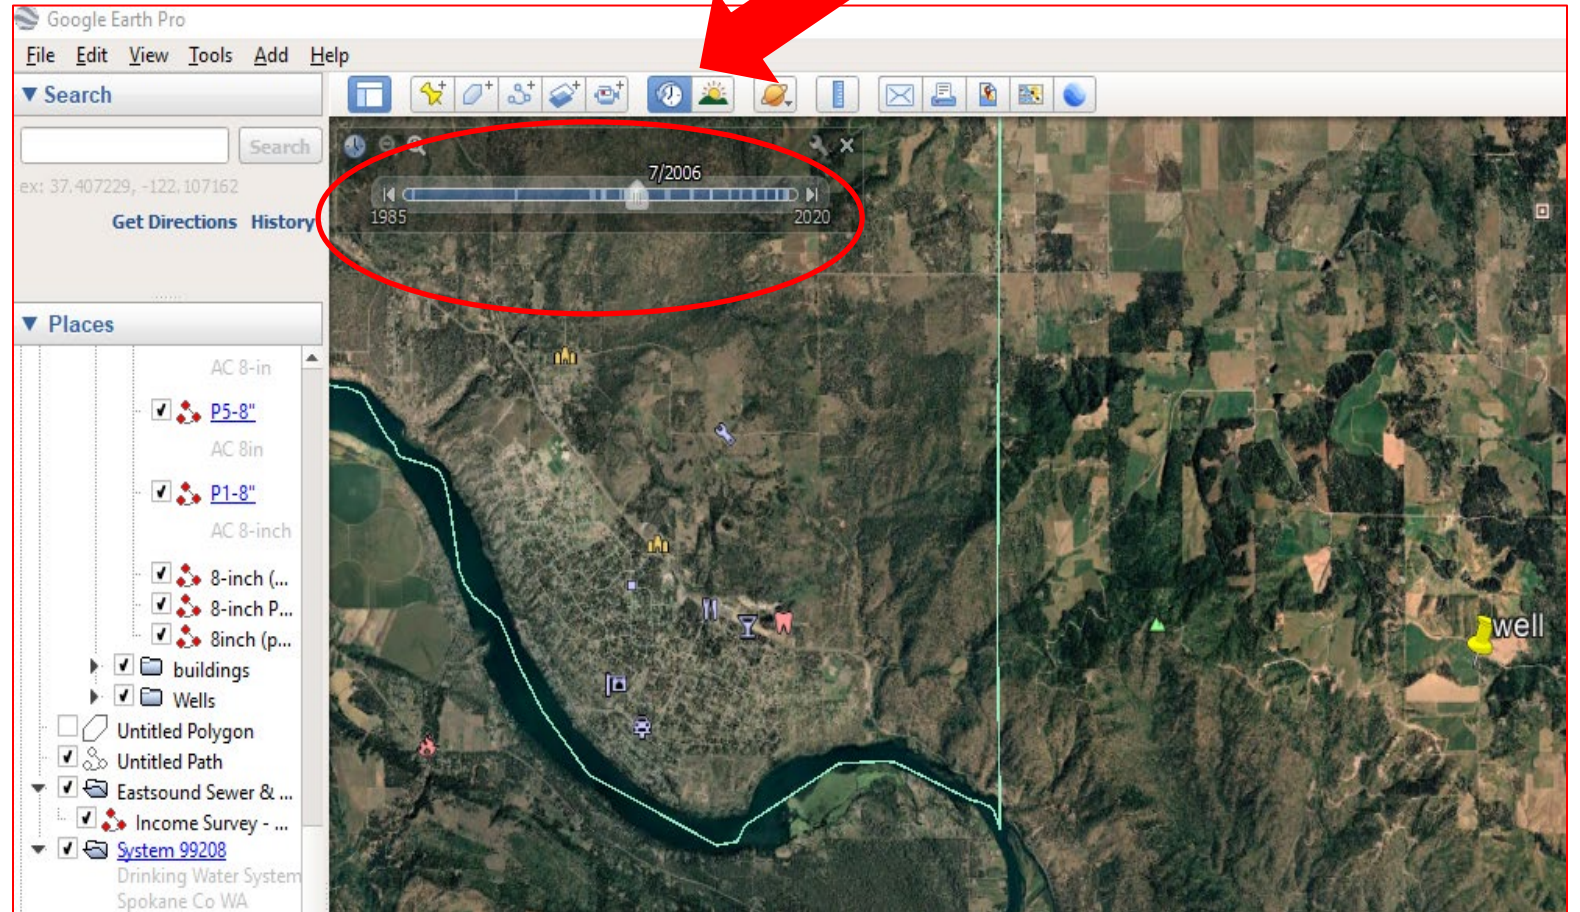 Google Earth Pro
File Edit View Tools Add Help
Search
Search
ex: 37.407229, -122.107162
Get Directions History
7/2006
1985
2020
Places
AC 8-in
P5-8"
AC 8in
P1-8"
AC 8-inch
8-inch (...
8-inch P...
8inch (p...
buildings
Wells
Untitled Polygon
Untitled Path
Eastsound Sewer & ...
Income Survey - ...
System 99208
Drinking Water System
Spokane Co WA
well